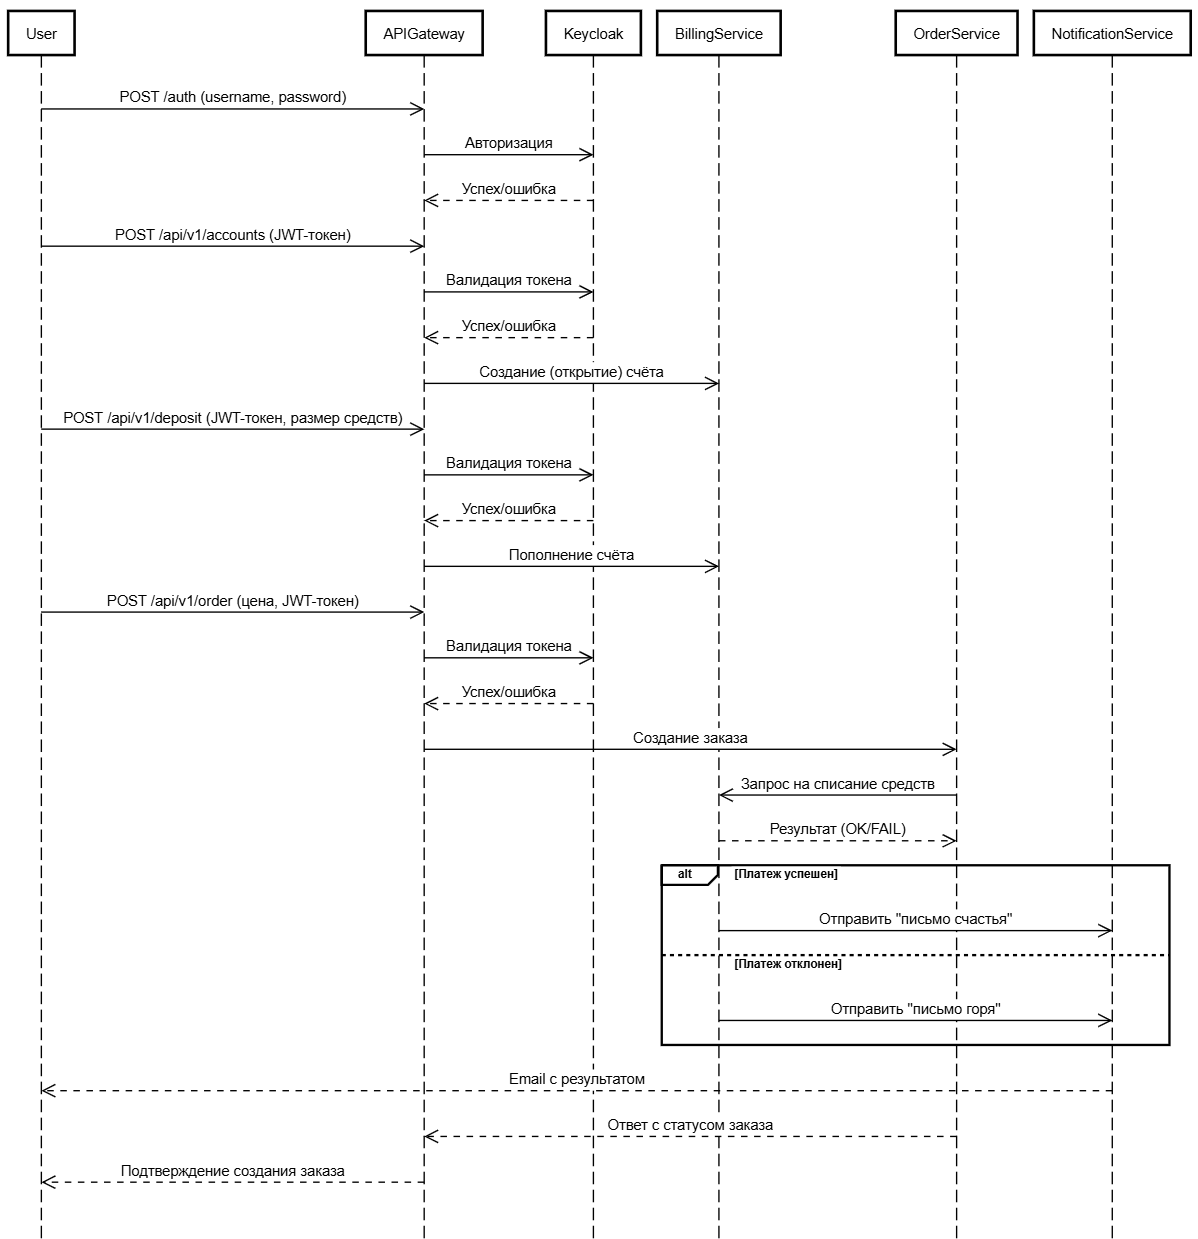 User
APIGateway
Keycloak
BillingService
OrderService
NotificationService
POST /auth (username, password)
Авторизация
Успех/ошибка
POST /api/v1/accounts (JWT-токен)
Валидация токена
Успех/ошибка
Создание (открытие) счёта
POST /api/v1/deposit (JWT-токен, размер средств)
Валидация токена
Успех/ошибка
Пополнение счёта
POST /api/v1/order (цена, JWT-токен)
Валидация токена
Успех/ошибка
Создание заказа
Запрос на списание средств
Результат (OK/FAIL)
alt
[Платеж успешен]
Отправить "письмо счастья"
[Платеж отклонен]
Отправить "письмо горя"
Email с результатом
Ответ с статусом заказа
Подтверждение создания заказа